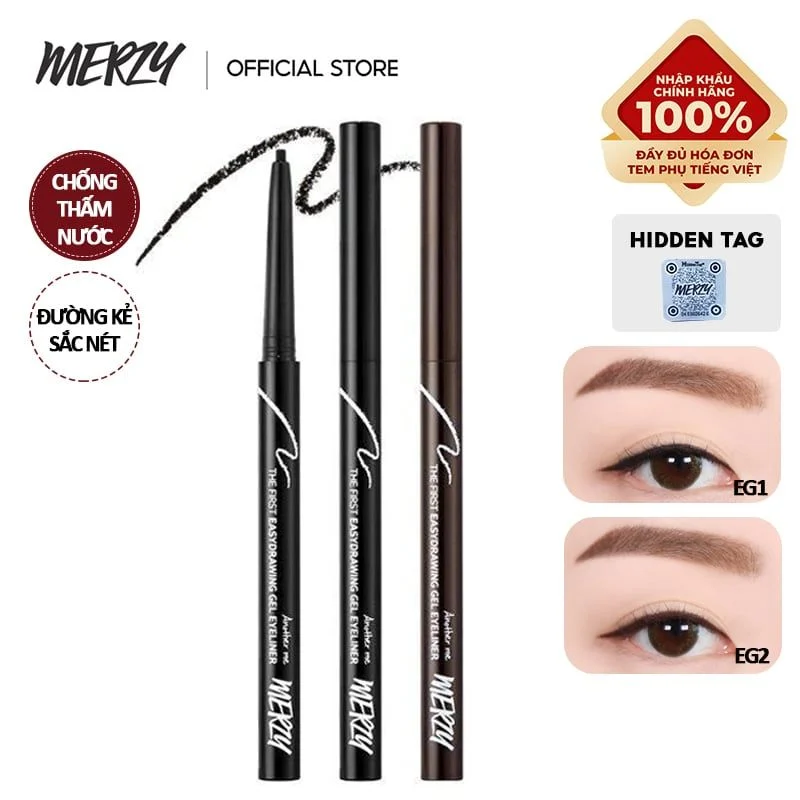 MERZY
OFFICIAL STORE
NHẬP KHẨU
CHÍNH HÃNG
100%
ĐẦY ĐỦ HÓA ĐƠN
TEM PHỤ TIẾNG VIỆT
CHỐNG
THẤM
NƯỚC
ĐƯỜNG KẺ
SẮC NÉT
HIDDEN TAG
MERZY
THE FIRST EASYDRAWING GEL EYELINER
Another me
MERZY
THE FIRST EASYDRAWING GEL EYELINER
Another me
MERZY
THE FIRST EASYDRAWING GEL EYELINER
Another me
MERZY
EG1
EG2